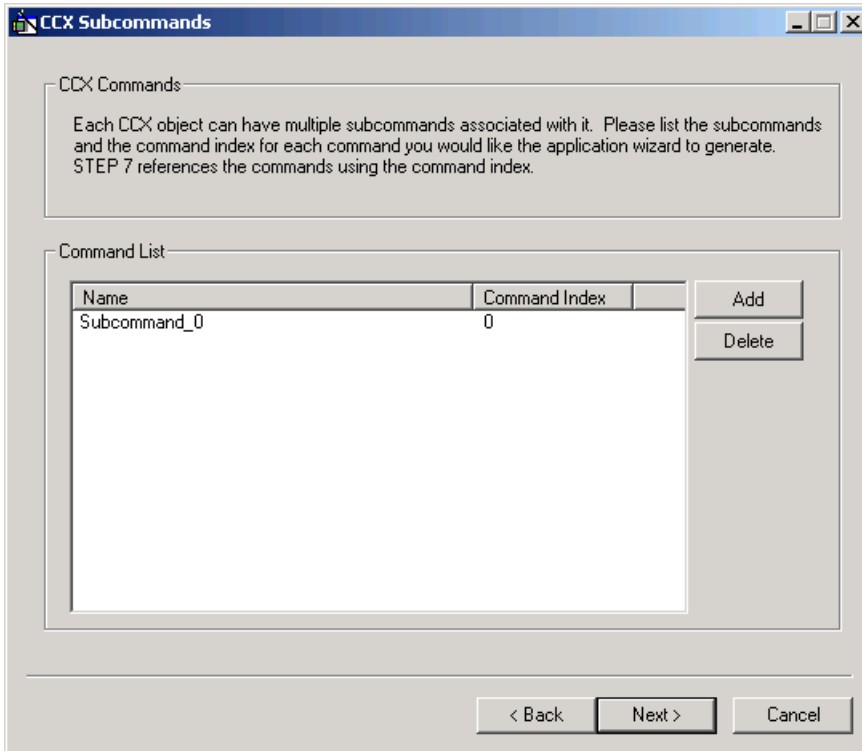 CCX Subcommands
CCX Commands
Each CCX object can have multiple subcommands associated with it. Please list the subcommands
and the command index for each command you would like the application wizard to generate.
STEP 7 references the commands using the command index.
Command List
Name Command Index
Subcommand_0 0
Add
Delete
< Back Next > Cancel